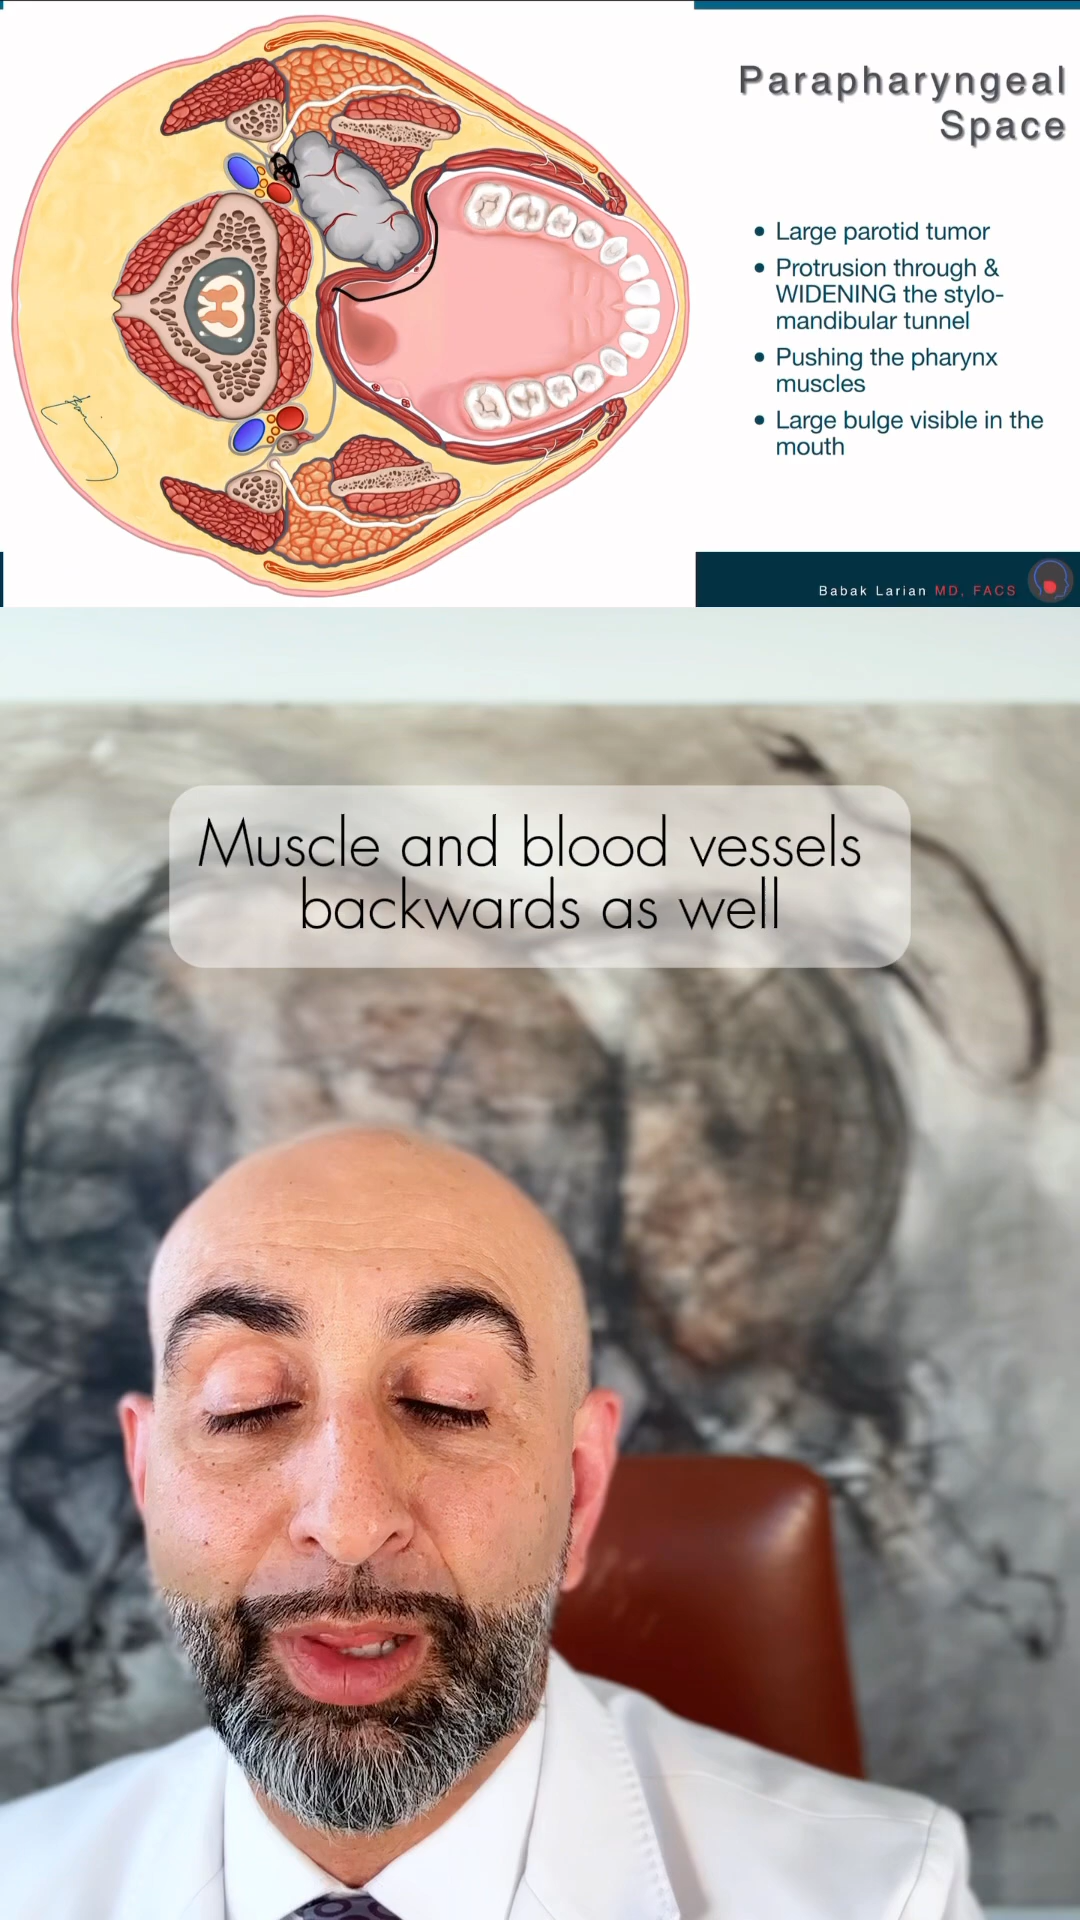 Parapharyngeal
Space
• Large parotid tumor
• Protrusion through &
WIDENING the stylo-
mandibular tunnel
• Pushing the pharynx
muscles
• Large bulge visible in the
mouth
Babak Larian MD, FACS
Muscle and blood vessels
backwards as well